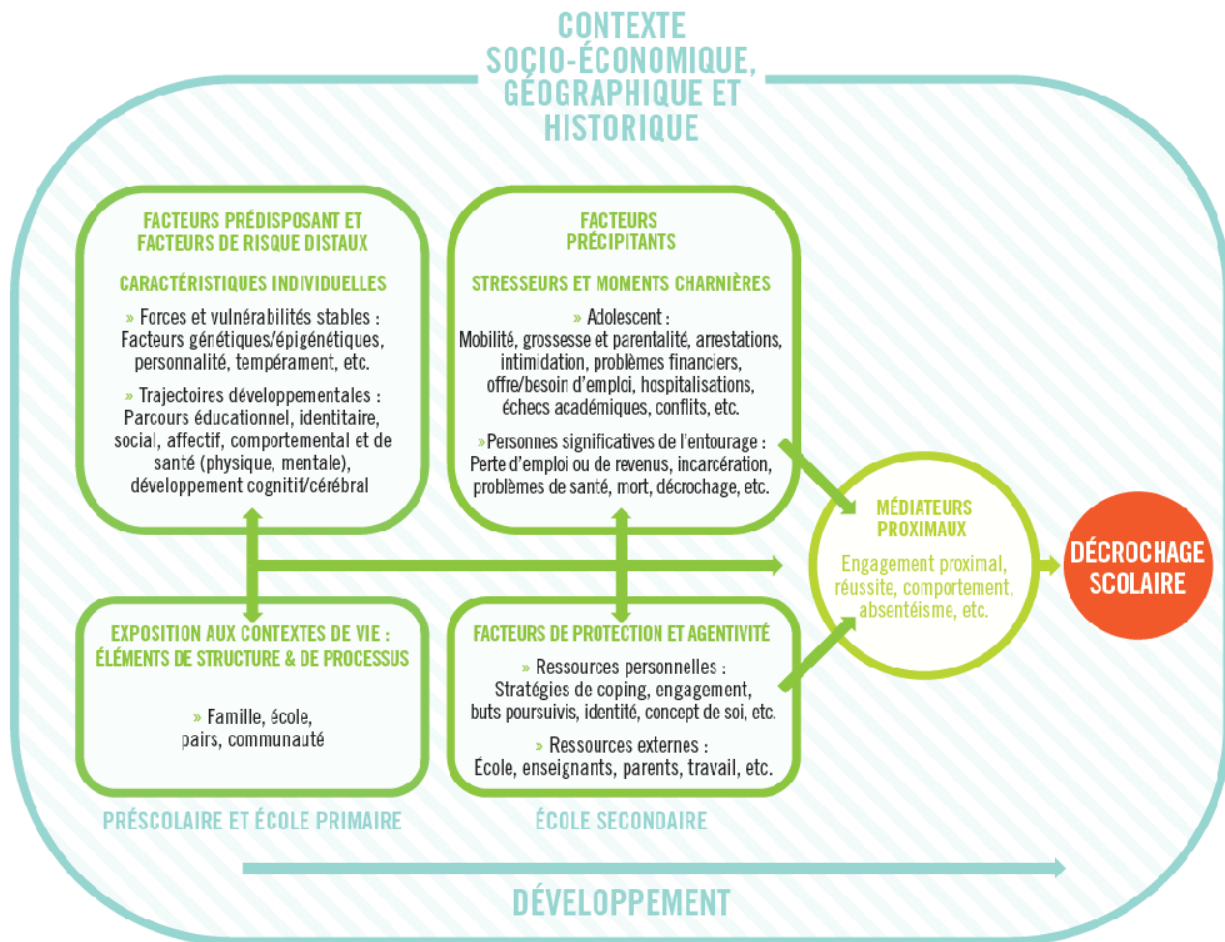 CONTEXTE
SOCIO-ÉCONOMIQUE,
GÉOGRAPHIQUE ET
HISTORIQUE
FACTEURS PRÉDISPOSANT ET
FACTEURS DE RISQUE DISTAUX
CARACTÉRISTIQUES INDIVIDUELLES
» Forces et vulnérabilités stables :
Facteurs génétiques/épigénétiques,
personnalité, tempérament, etc.
» Trajectoires développementales :
Parcours éducationnel, identitaire,
social, affectif, comportemental et de
santé (physique, mentale),
développement cognitif/cérébral
FACTEURS
PRÉCIPITANTS
STRESSEURS ET MOMENTS CHARNIÈRES
» Adolescent :
Mobilité, grossesse et parentalité, arrestations,
intimidation, problèmes financiers,
offre/besoin d'emploi, hospitalisations,
échecs académiques, conflits, etc.
»Personnes significatives de l'entourage :
Perte d'emploi ou de revenus, incarcération,
problèmes de santé, mort, décrochage, etc.
EXPOSITION AUX CONTEXTES DE VIE :
ÉLÉMENTS DE STRUCTURE & DE PROCESSUS
» Famille, école,
pairs, communauté
FACTEURS DE PROTECTION ET AGENTIVITÉ
» Ressources personnelles :
Stratégies de coping, engagement,
buts poursuivis, identité, concept de soi, etc.
» Ressources externes :
École, enseignants, parents, travail, etc.
MÉDIATEURS
PROXIMAUX
Engagement proximal,
réussite, comportement,
absentéisme, etc.
DÉCROCHAGE
SCOLAIRE
PRÉSCOLAIRE ET ÉCOLE PRIMAIRE
ÉCOLE SECONDAIRE
DÉVELOPPEMENT